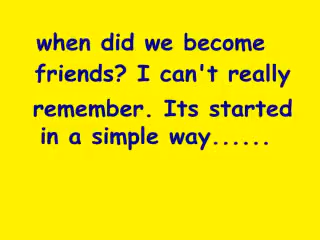 when did we become
friends? I can't really
remember. Its started
in a simple way......